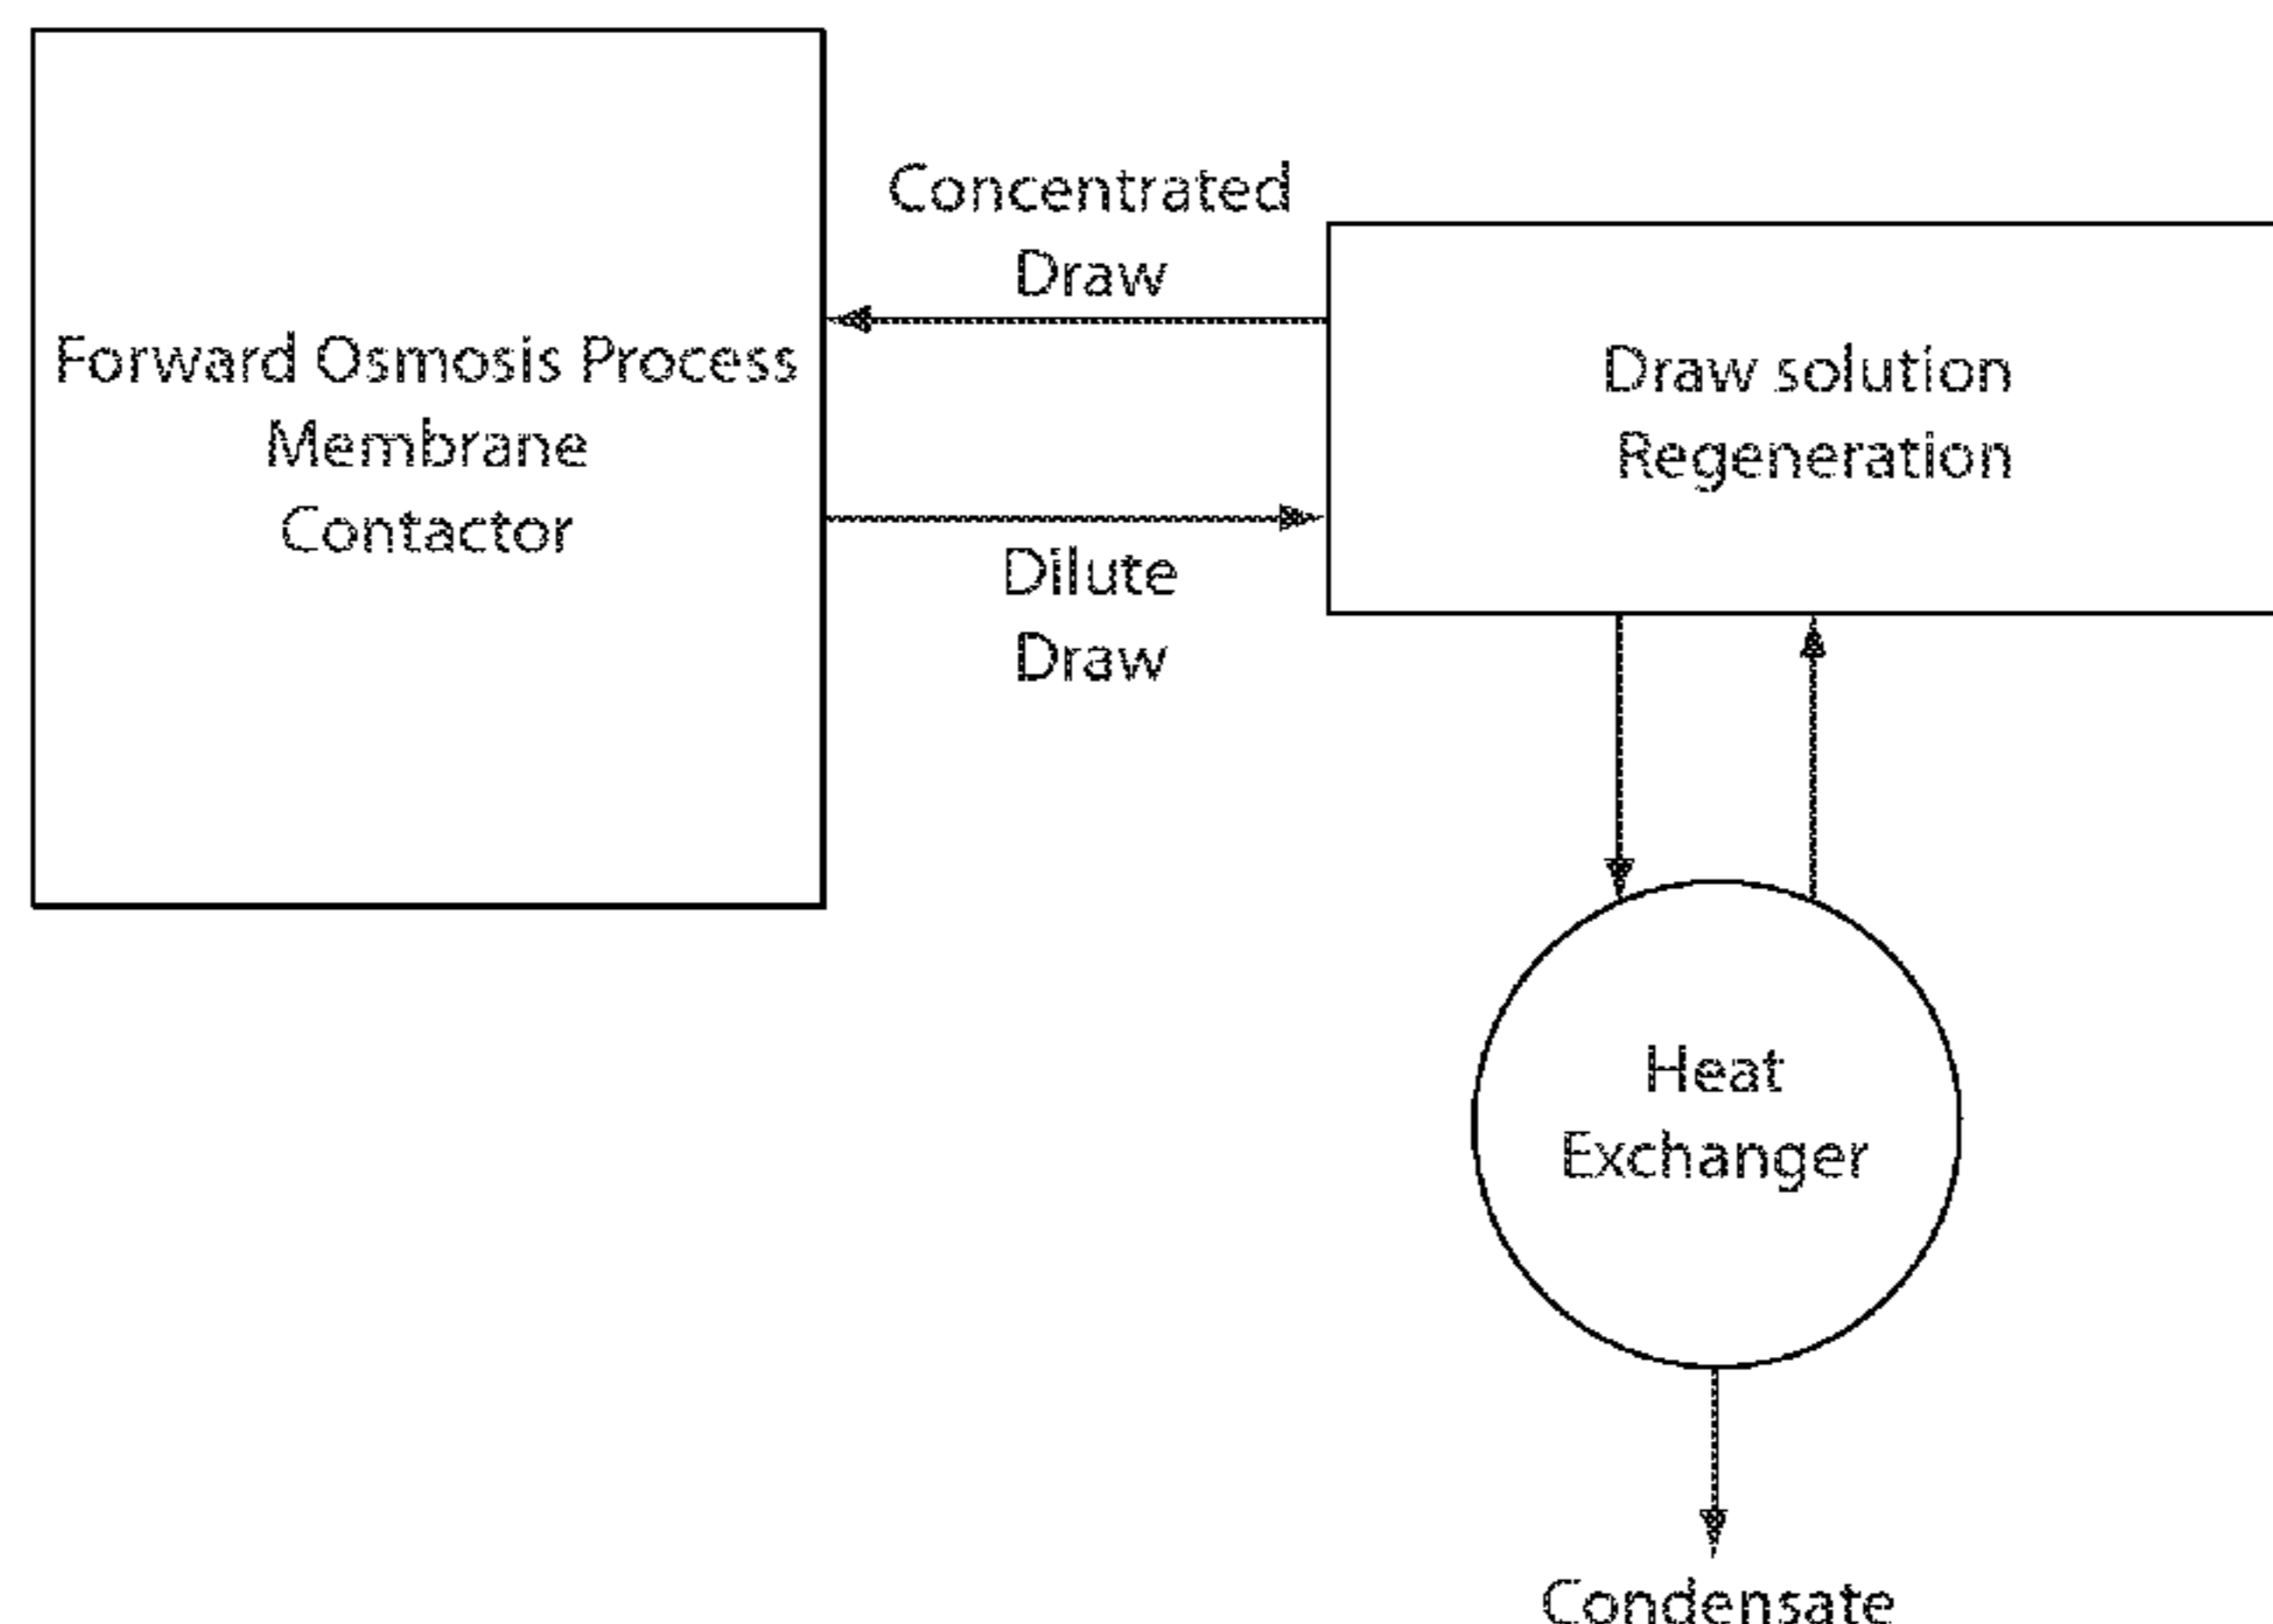 Concentrated
Draw
Forward Osmosis Process
Membrane
Contactor
Draw solution
Regeneration
Dilute
Draw
Heat
Exchanger
Condensate